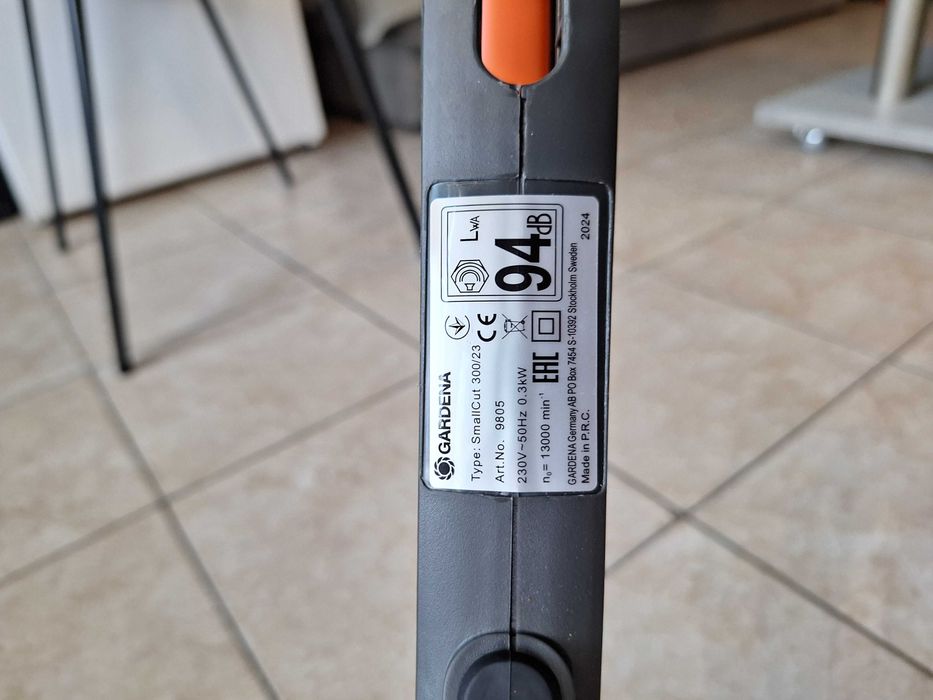 GARDENA
Type: SmallCut 300/23
Art.No. 9805
230V~50Hz 0.3kW
n₀= 13000 min⁻¹
CE
EAC
LWA
94dB
GARDENA Germany AB PO Box 7454 S-10392 Stockholm Sweden
Made in P.R.C.
2024